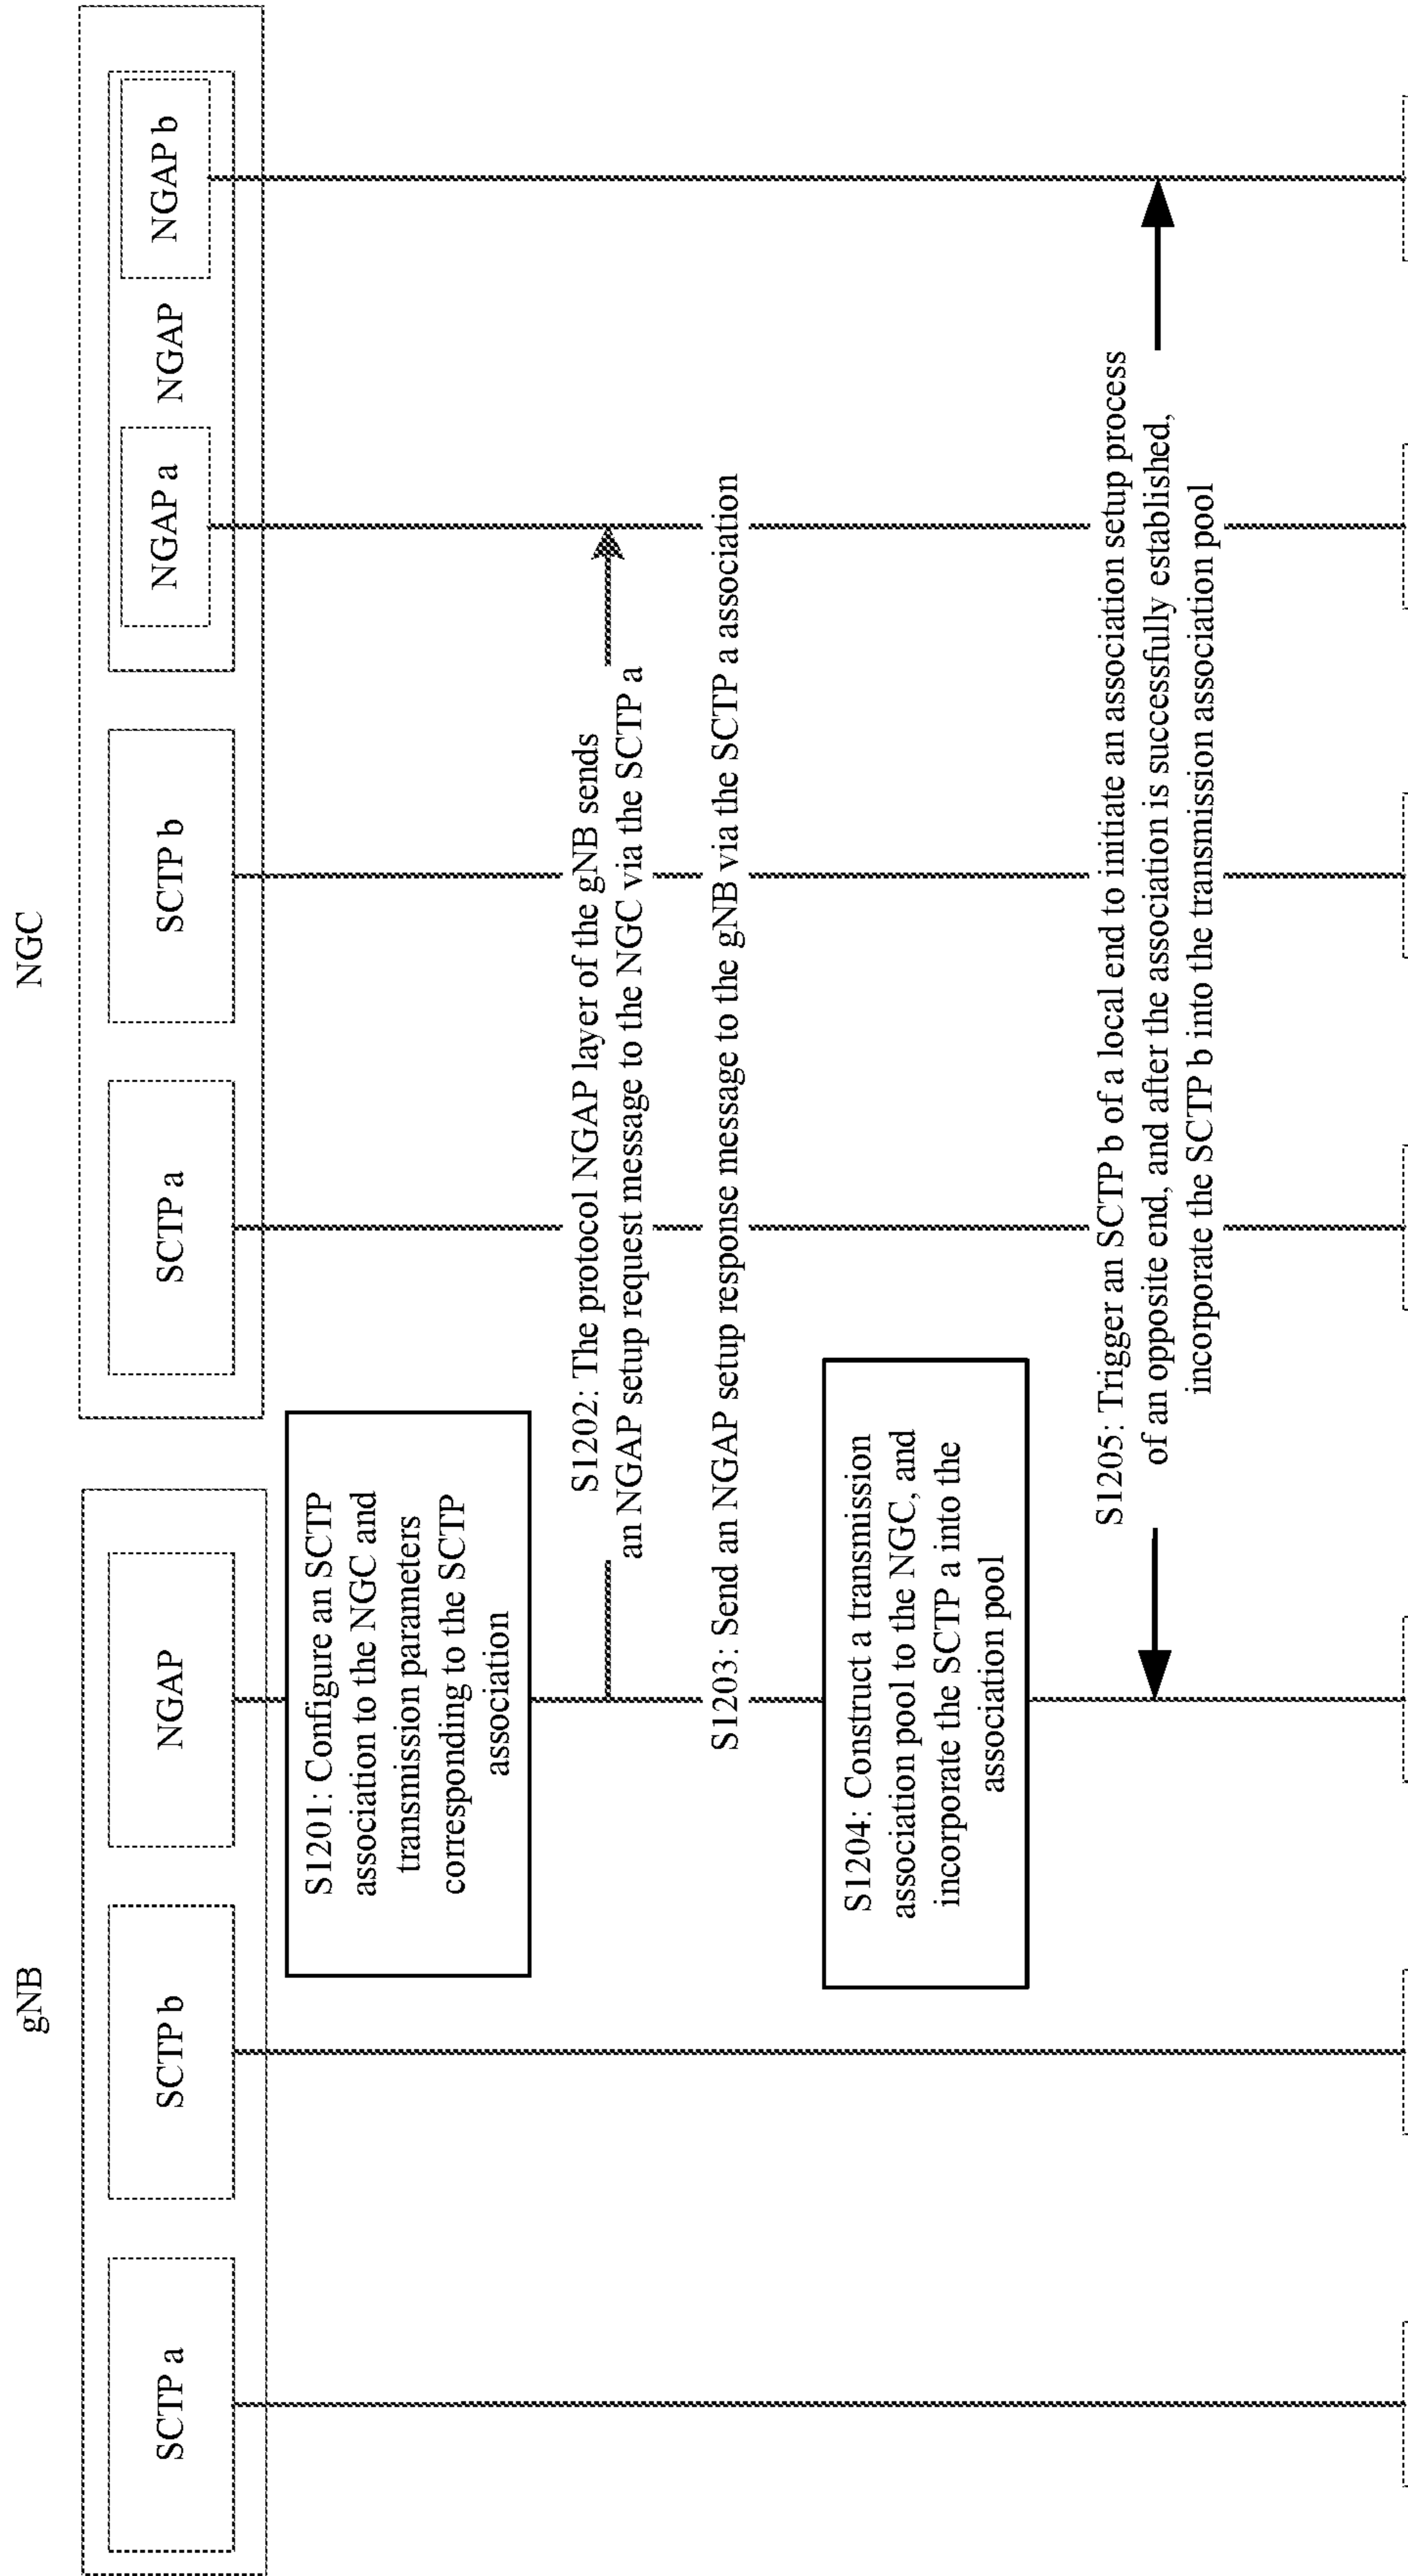 gNB
NGC
SCTP a
SCTP b
NGAP
SCTP a
SCTP b
NGAP a
NGAP
NGAP b
S1201: Configure an SCTP
association to the NGC and
transmission parameters
corresponding to the SCTP
association
S1202: The protocol NGAP layer of the gNB sends
an NGAP setup request message to the NGC via the SCTP a
S1203: Send an NGAP setup response message to the gNB via the SCTP a association
S1204: Construct a transmission
association pool to the NGC, and
incorporate the SCTP a into the
association pool
S1205: Trigger an SCTP b of a local end to initiate an association setup process
of an opposite end, and after the association is successfully established,
incorporate the SCTP b into the transmission association pool